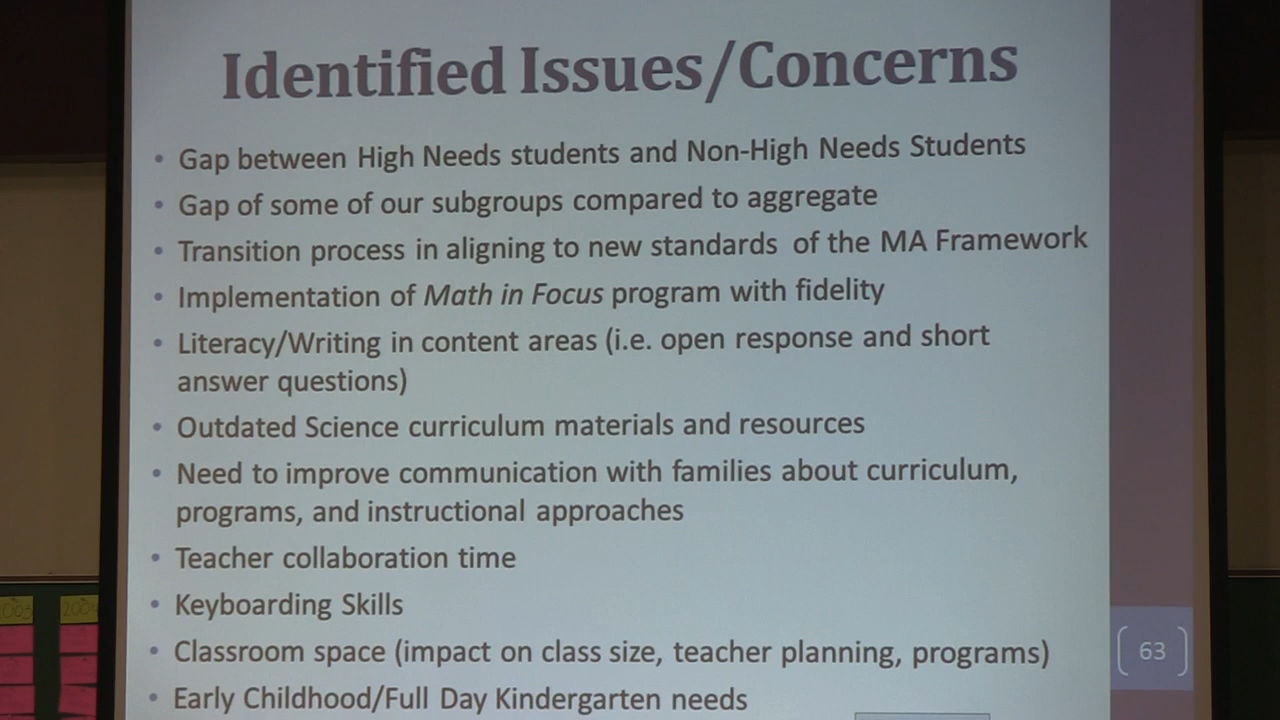 Identified Issues/Concerns
• Gap between High Needs students and Non-High Needs Students
• Gap of some of our subgroups compared to aggregate
• Transition process in aligning to new standards of the MA Framework
• Implementation of Math in Focus program with fidelity
• Literacy/Writing in content areas (i.e. open response and short
answer questions)
• Outdated Science curriculum materials and resources
• Need to improve communication with families about curriculum,
programs, and instructional approaches
• Teacher collaboration time
• Keyboarding Skills
• Classroom space (impact on class size, teacher planning, programs)
• Early Childhood/Full Day Kindergarten needs
63